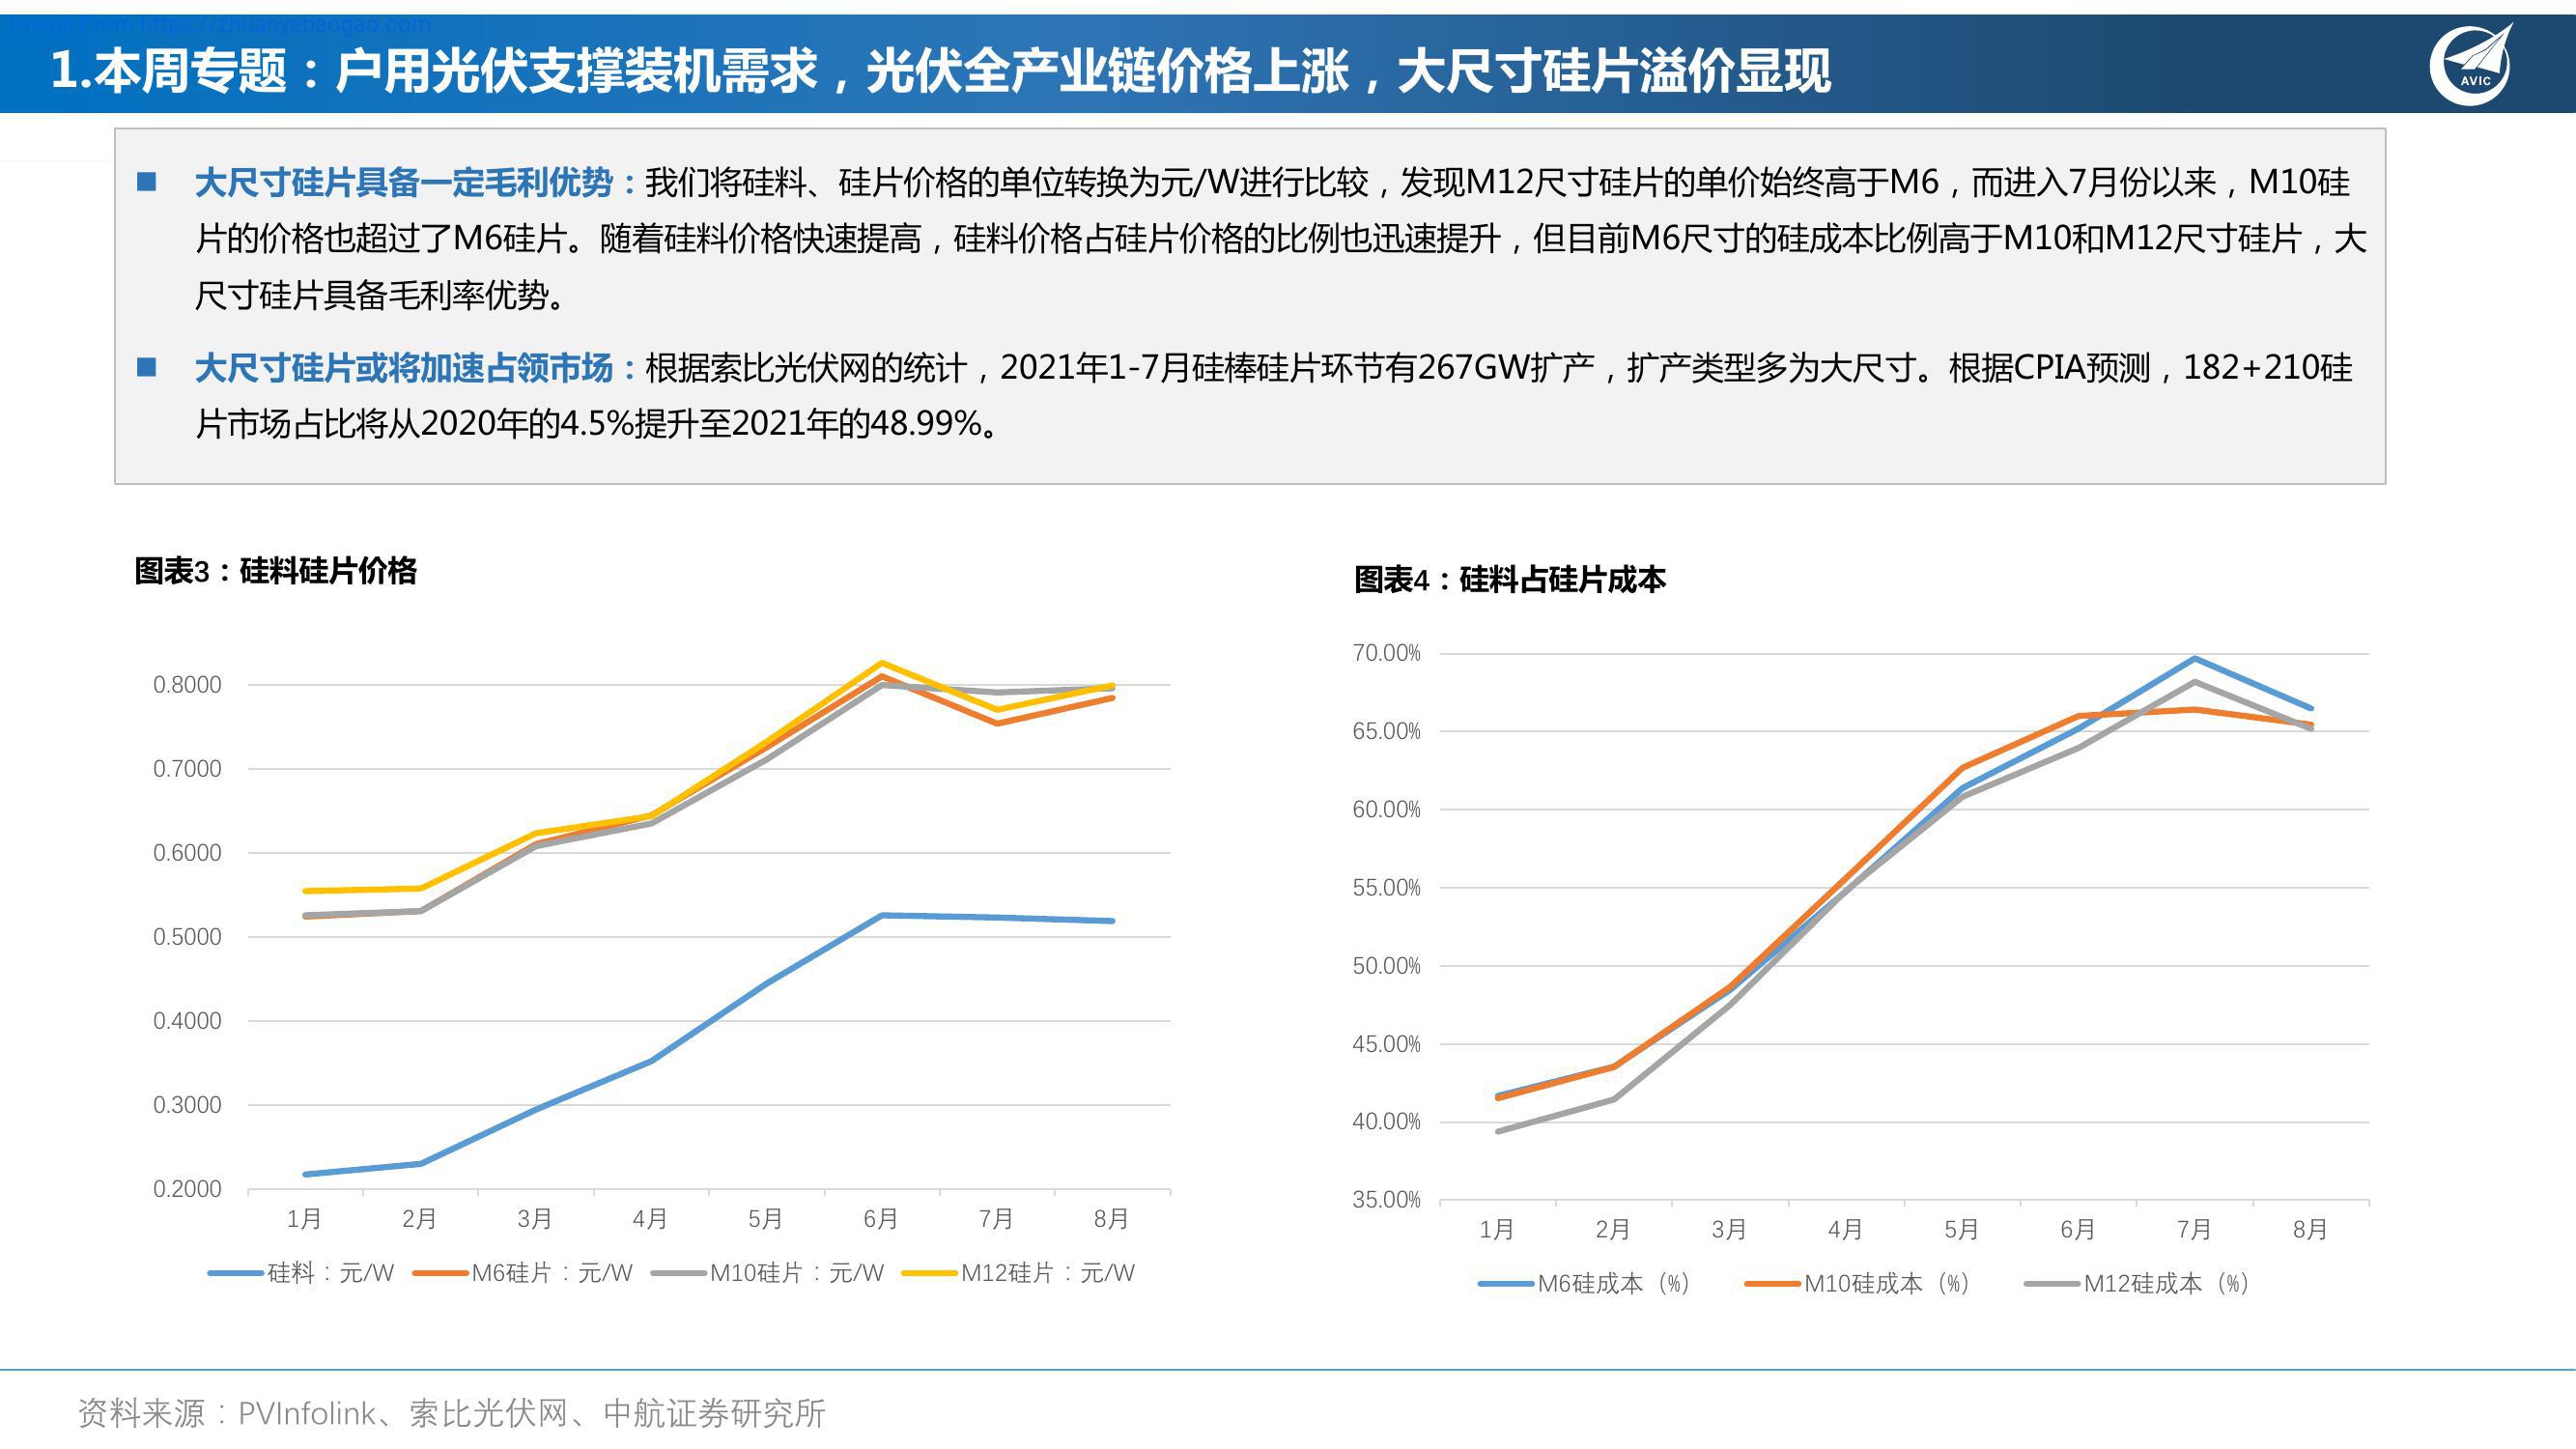 Image From https://zhuanyebaogao.com
1.本周专题：户用光伏支撑装机需求，光伏全产业链价格上涨，大尺寸硅片溢价显现
AVIC
■ 大尺寸硅片具备一定毛利优势：我们将硅料、硅片价格的单位转换为元/W进行比较，发现M12尺寸硅片的单价始终高于M6，而进入7月份以来，M10硅
片的价格也超过了M6硅片。随着硅料价格快速提高，硅料价格占硅片价格的比例也迅速提升，但目前M6尺寸的硅成本比例高于M10和M12尺寸硅片，大
尺寸硅片具备毛利率优势。
■ 大尺寸硅片或将加速占领市场：根据索比光伏网的统计，2021年1-7月硅棒硅片环节有267GW扩产，扩产类型多为大尺寸。根据CPIA预测，182+210硅
片市场占比将从2020年的4.5%提升至2021年的48.99%。
图表3：硅料硅片价格
0.8000
0.7000
0.6000
0.5000
0.4000
0.3000
0.2000
1月 2月 3月 4月 5月 6月 7月 8月
硅料：元/W M6硅片：元/W M10硅片：元/W M12硅片：元/W
图表4：硅料占硅片成本
70.00%
65.00%
60.00%
55.00%
50.00%
45.00%
40.00%
35.00%
1月 2月 3月 4月 5月 6月 7月 8月
M6硅成本（%） M10硅成本（%） M12硅成本（%）
资料来源：PVInfolink、索比光伏网、中航证券研究所